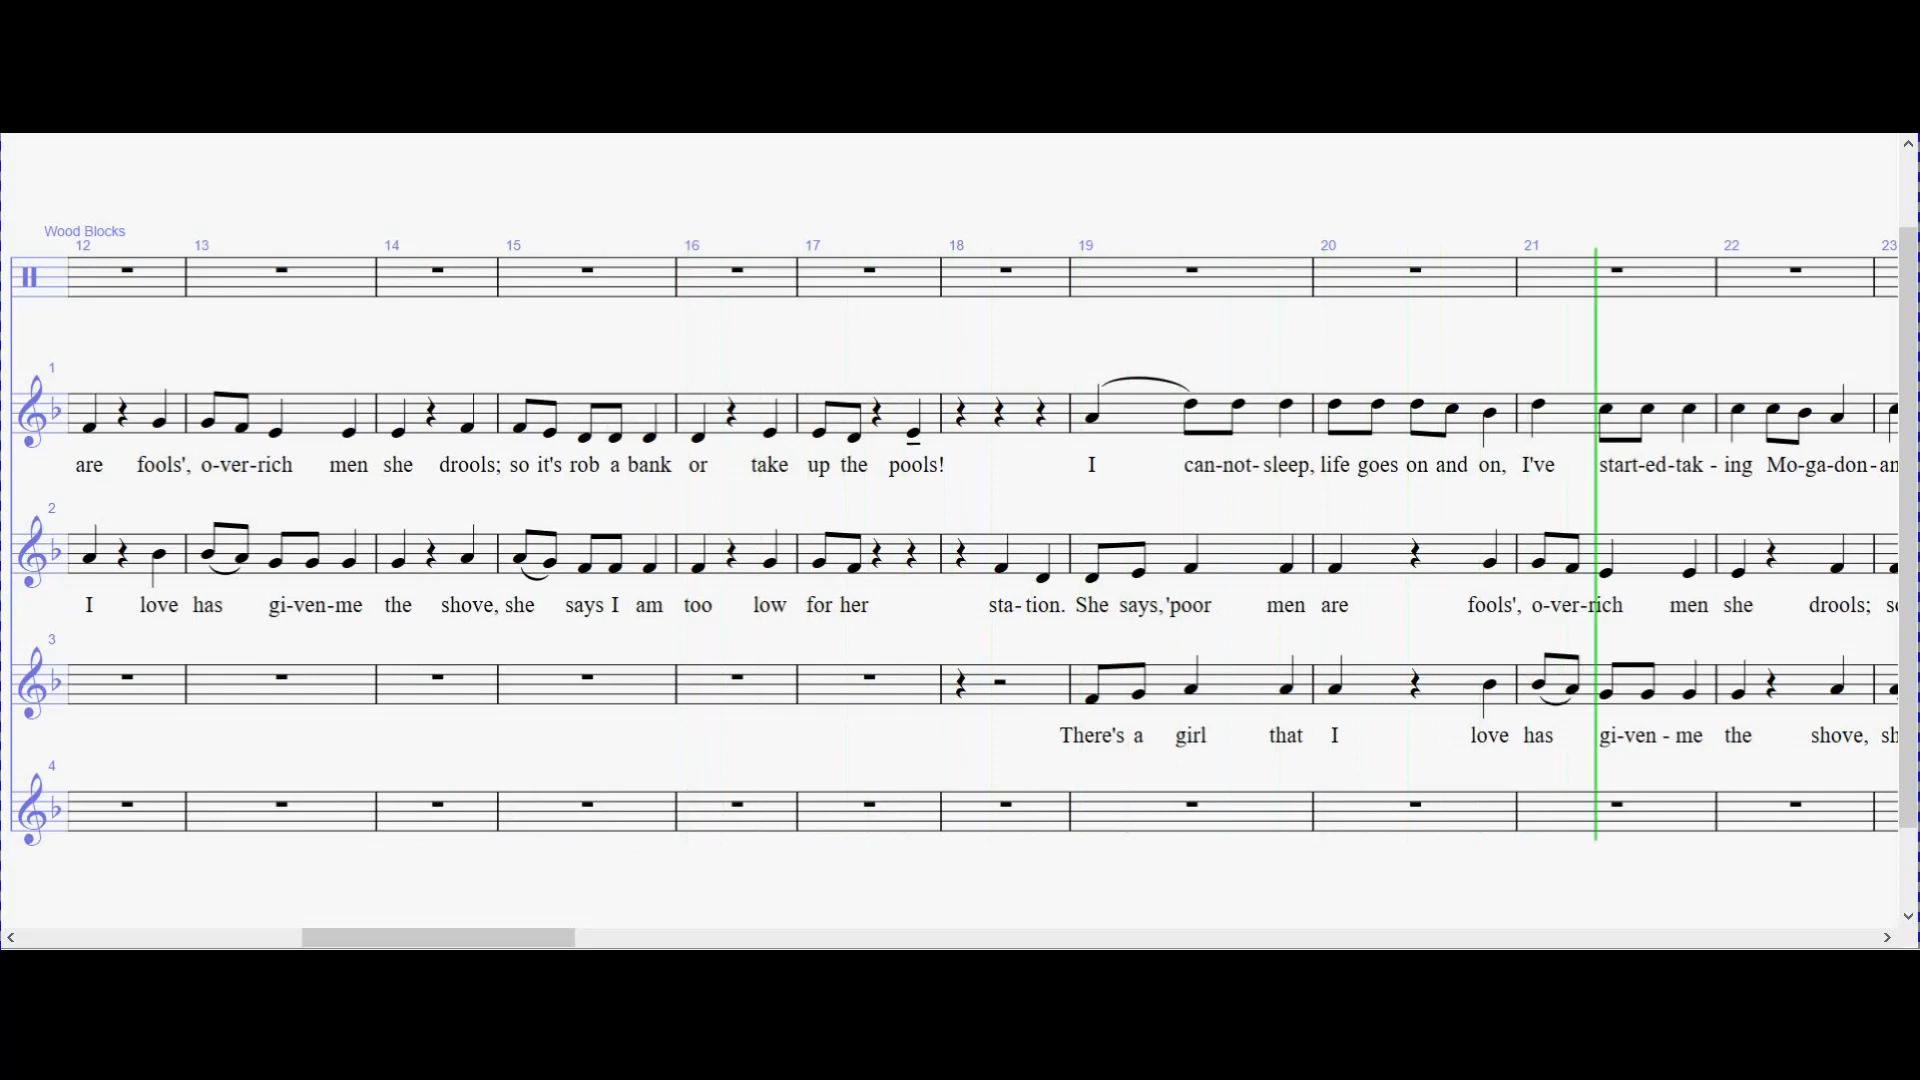 Wood Blocks
12 13 14 15 16 17 18 19 20 21 22 23
1
are fools', o-ver-rich men she drools; so it's rob a bank or take up the pools! I can-not-sleep, life goes on and on, I've start-ed-tak - ing Mo-ga-don-an
2
I love has gi-ven-me the shove, she says I am too low for her sta-tion. She says, 'poor men are fools', o-ver-rich men she drools; so
3
There's a girl that I love has gi-ven - me the shove, sh
4